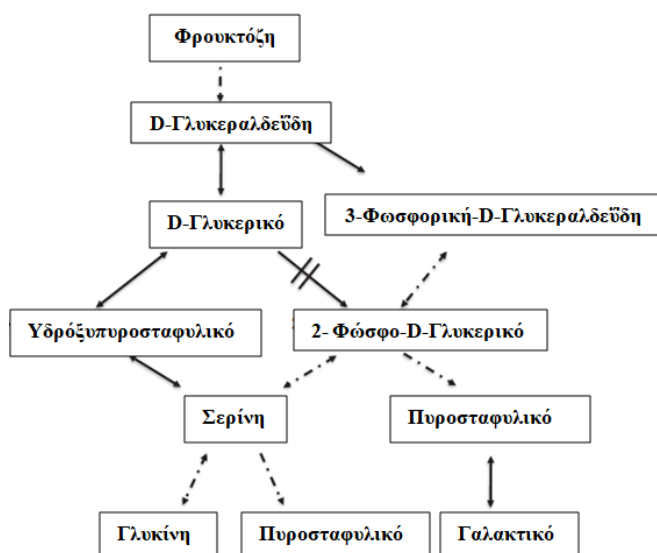 Φρουκτόζη
D-Γλυκεραλδεΰδη
D-Γλυκερικό
3-Φωσφορική-D-Γλυκεραλδεΰδη
Υδρόξυπυροσταφυλικό
2- Φώσφο-D-Γλυκερικό
Σερίνη
Πυροσταφυλικό
Γλυκίνη
Πυροσταφυλικό
Γαλακτικό